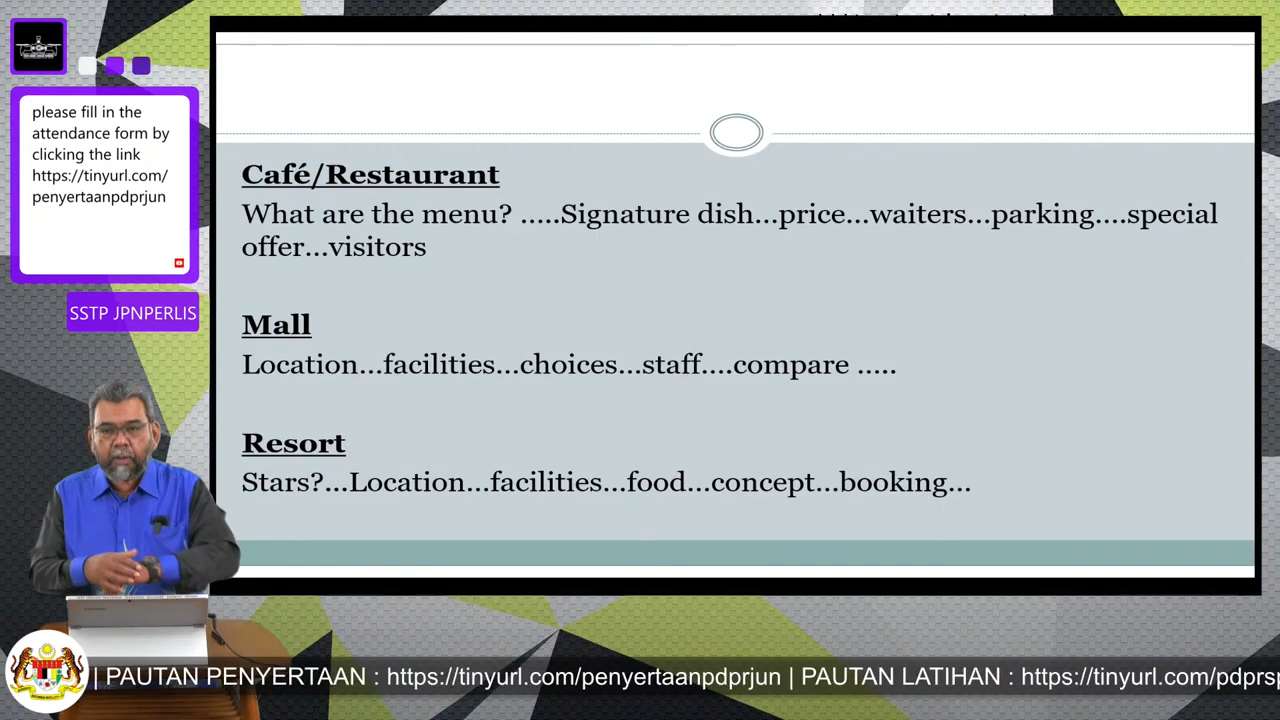 please fill in the
attendance form by
clicking the link
https://tinyurl.com/
penyertaanpdprjun
SSTP JPNPERLIS
Café/Restaurant
What are the menu? .....Signature dish...price...waiters...parking....special
offer...visitors
Mall
Location...facilities...choices...staff....compare .....
Resort
Stars?...Location...facilities...food...concept...booking...
| PAUTAN PENYERTAAN : https://tinyurl.com/penyertaanpdprjun | PAUTAN LATIHAN : https://tinyurl.com/pdprsp